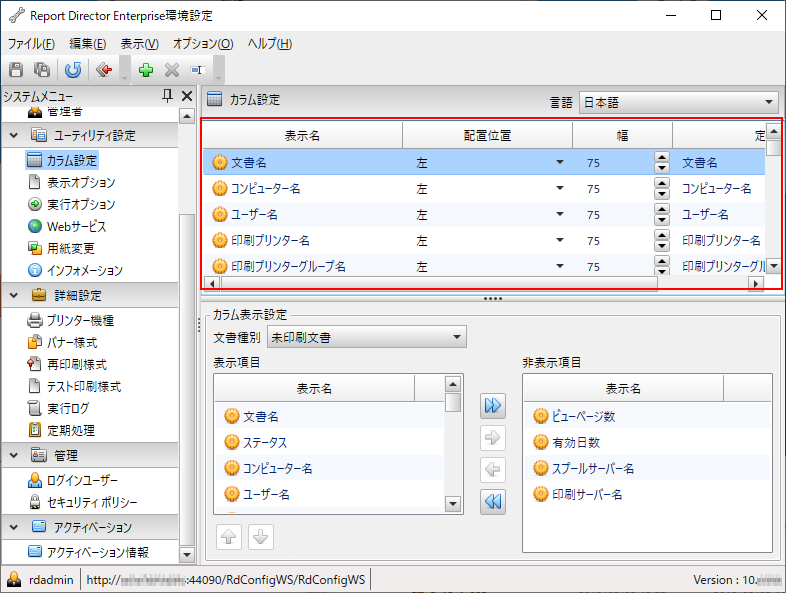 Report Director Enterprise環境設定
ファイル(F) 編集(E) 表示(V) オプション(O) ヘルプ(H)
システムメニュー
管理者
ユーティリティ設定
カラム設定
表示オプション
実行オプション
Webサービス
用紙変更
インフォメーション
詳細設定
プリンター機種
バナー様式
再印刷様式
テスト印刷様式
実行ログ
定期処理
管理
ログインユーザー
セキュリティ ポリシー
アクティベーション
アクティベーション情報
カラム設定 言語 日本語
表示名 配置位置 幅 定
文書名 左 75 文書名
コンピューター名 左 75 コンピューター名
ユーザー名 左 75 ユーザー名
印刷プリンター名 左 75 印刷プリンター名
印刷プリンターグループ名 左 75 印刷プリンターグル
カラム表示設定
文書種別 未印刷文書
表示項目
表示名
文書名
ステータス
コンピューター名
ユーザー名
非表示項目
表示名
ビューページ数
有効日数
スプールサーバー名
印刷サーバー名
rdadmin http:// :44090/RdConfigWS/RdConfigWS Version : 10.